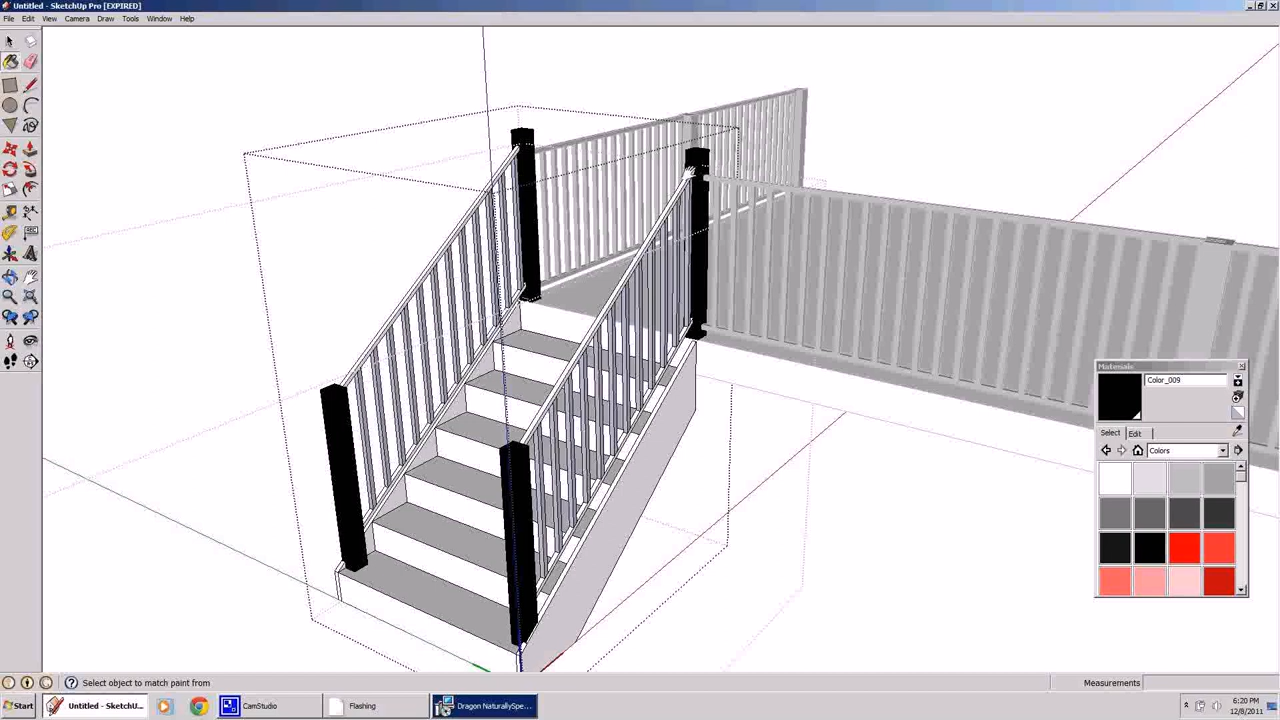 Untitled - SketchUp Pro [EXPIRED]
File Edit View Camera Draw Tools Window Help
Materials
Color_009
Select Edit
Colors
Select object to match paint from
Measurements
Start
Untitled - SketchU...
CamStudio
Flashing
Dragon NaturallySpe...
6:20 PM
12/8/2011